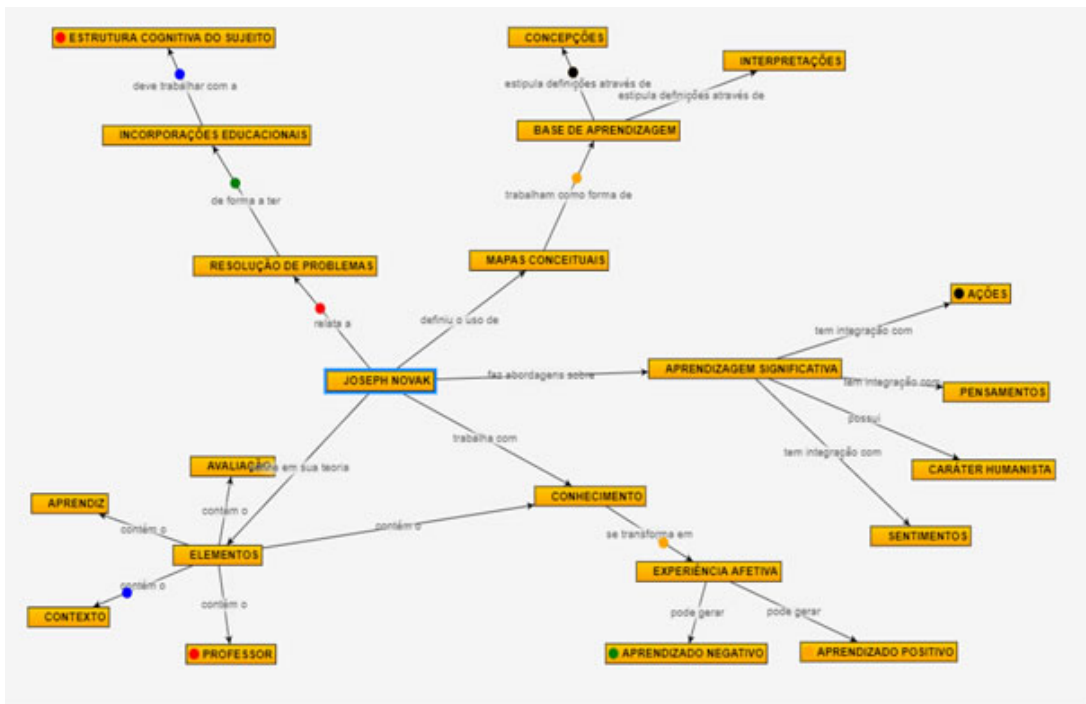 ESTRUTURA COGNITIVA DO SUJEITO
deve trabalhar com a
INCORPORAÇÕES EDUCACIONAIS
de forma a ter
RESOLUÇÃO DE PROBLEMAS
relata a
CONCEPÇÕES
estipula definições através de
INTERPRETAÇÕES
estipula definições através de
BASE DE APRENDIZAGEM
trabalham como forma de
MAPAS CONCEITUAIS
definiu o uso de
JOSEPH NOVAK
faz abordagens sobre
APRENDIZAGEM SIGNIFICATIVA
tem integração com
AÇÕES
tem integração com
PENSAMENTOS
possui
CARÁTER HUMANISTA
tem integração com
SENTIMENTOS
trabalha com
CONHECIMENTO
se transforma em
EXPERIÊNCIA AFETIVA
pode gerar
pode gerar
APRENDIZADO NEGATIVO
APRENDIZADO POSITIVO
em sua teoria
AVALIAÇÃO
APRENDIZ
contém o
contém o
contém o
ELEMENTOS
contém o
contém o
CONTEXTO
PROFESSOR